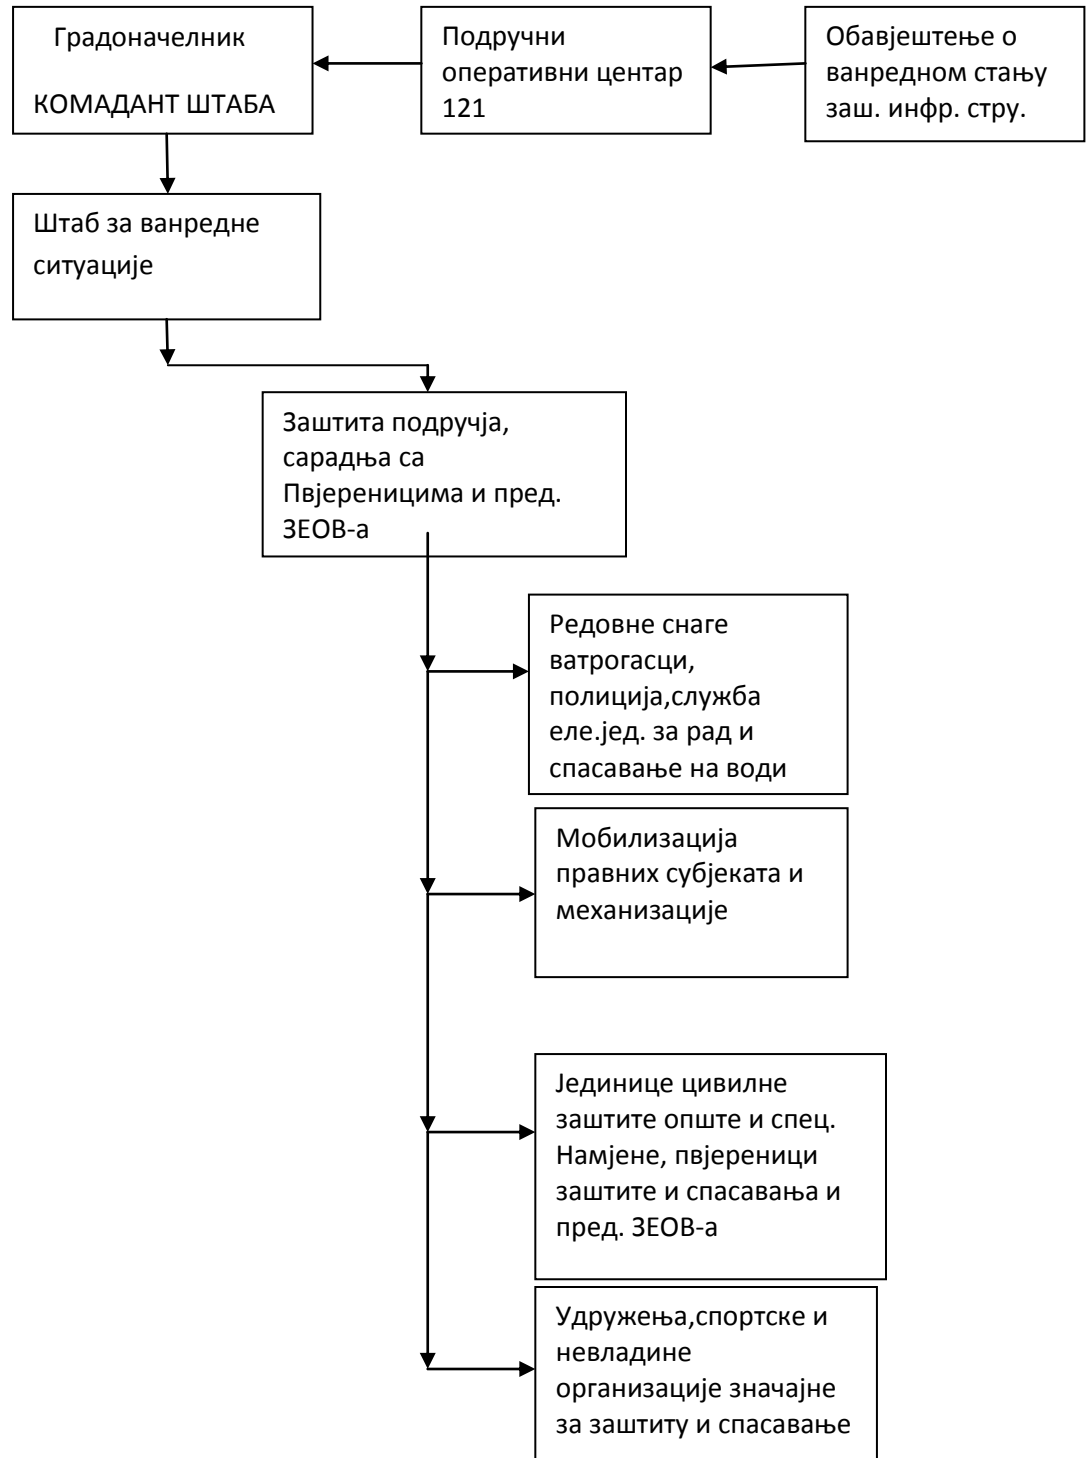 Градоначелник
КОМАДАНТ ШТАБА
Подручни
оперативни центар
121
Обавјештење о
ванредном стању
заш. инфр. стру.
Штаб за ванредне
ситуације
Заштита подручја,
сарадња са
Пвјереницима и пред.
ЗЕОВ-а
Редовне снаге
ватрогасци,
полиција,служба
еле.јед. за рад и
спасавање на води
Мобилизација
правних субјеката и
механизације
Јединице цивилне
заштите опште и спец.
Намјене, пвјереници
заштите и спасавања и
пред. ЗЕОВ-а
Удружења,спортске и
невладине
организације значајне
за заштиту и спасавање